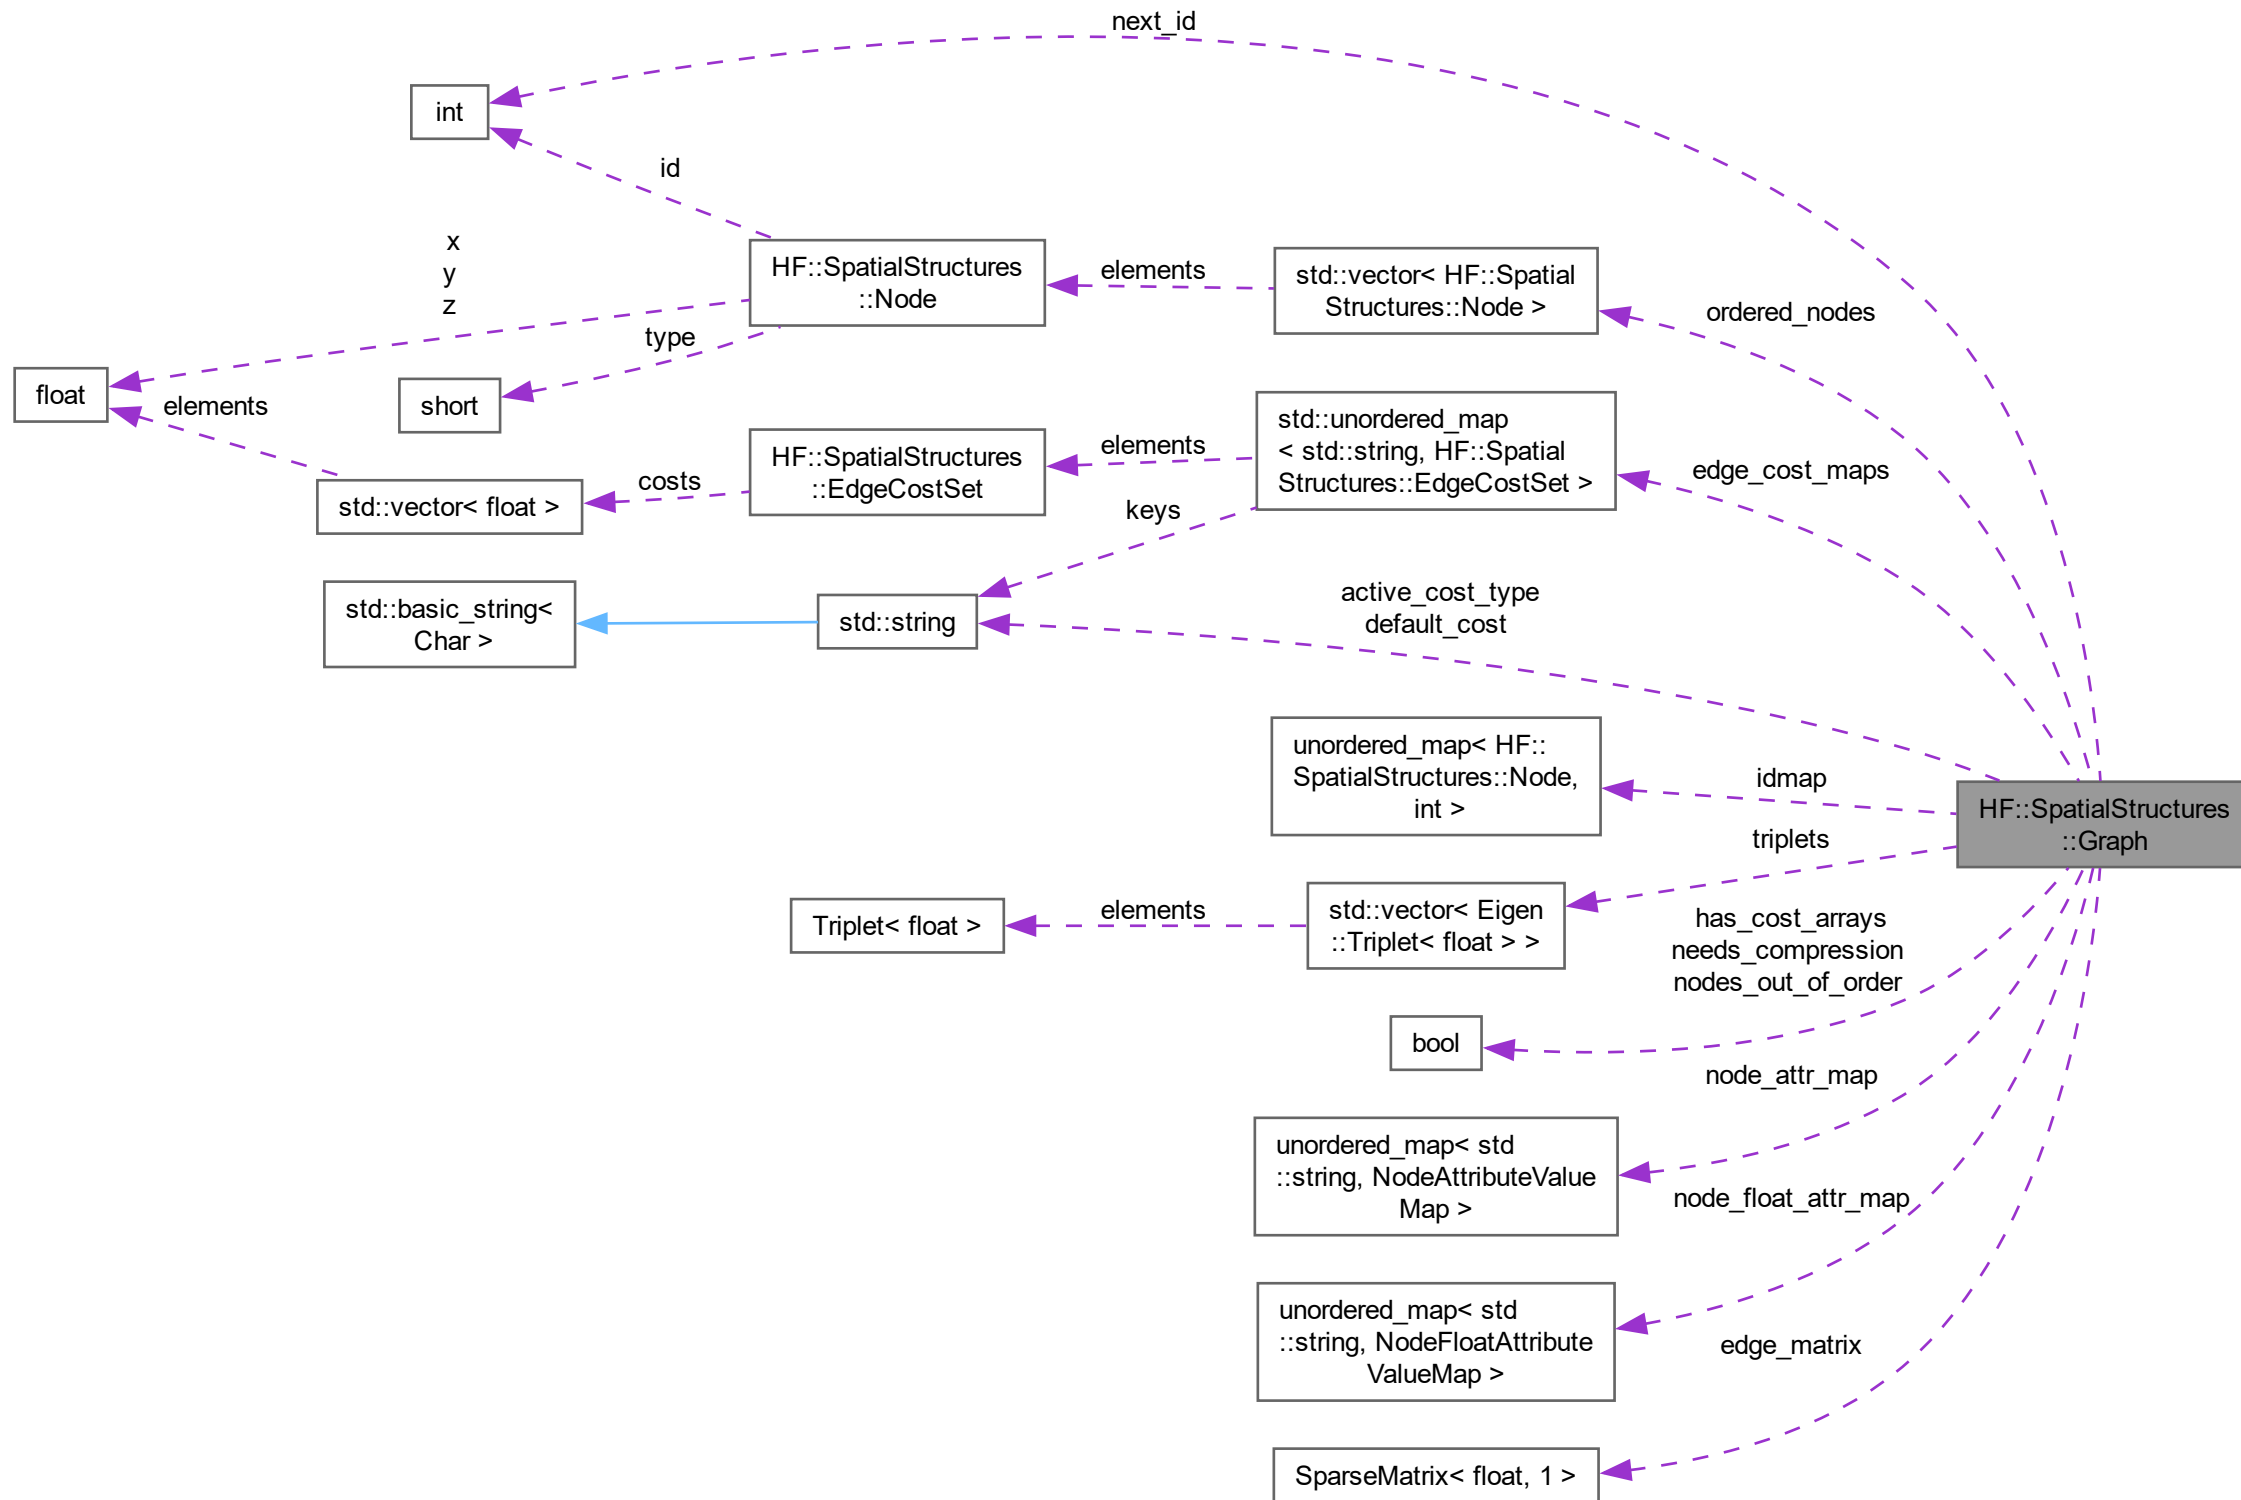 next_id
int
id
x
y
z
HF::SpatialStructures
::Node
elements
std::vector< HF::Spatial
Structures::Node >
ordered_nodes
type
float
short
elements
std::unordered_map
< std::string, HF::Spatial
Structures::EdgeCostSet >
elements
HF::SpatialStructures
::EdgeCostSet
costs
std::vector< float >
edge_cost_maps
keys
std::basic_string<
Char >
std::string
active_cost_type
default_cost
unordered_map< HF::
SpatialStructures::Node,
int >
idmap
HF::SpatialStructures
::Graph
triplets
Triplet< float >
elements
std::vector< Eigen
::Triplet< float > >
has_cost_arrays
needs_compression
nodes_out_of_order
bool
node_attr_map
unordered_map< std
::string, NodeAttributeValue
Map >
node_float_attr_map
unordered_map< std
::string, NodeFloatAttribute
ValueMap >
edge_matrix
SparseMatrix< float, 1 >